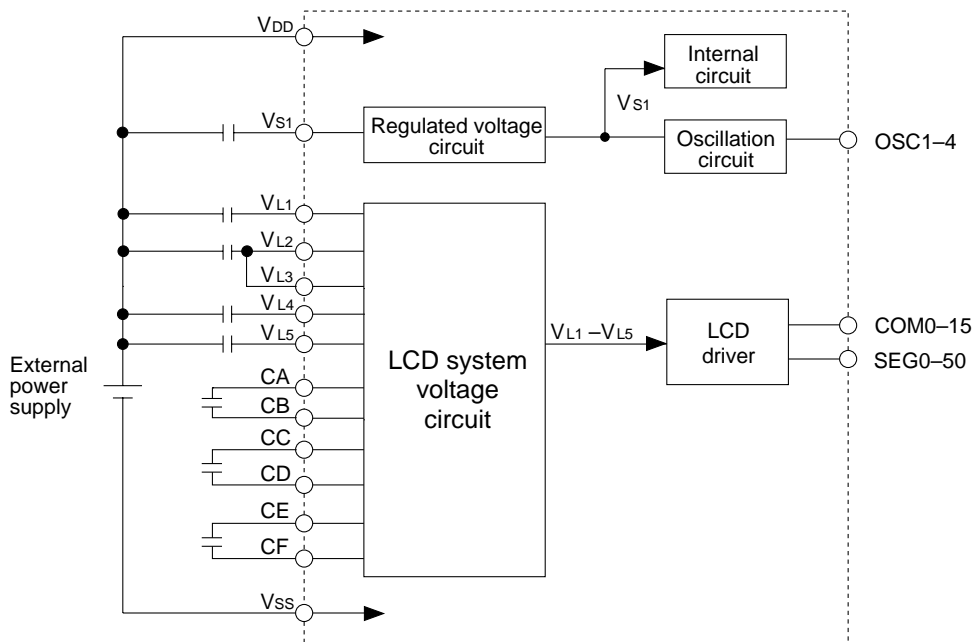 VDD
Internal
circuit
VS1
VS1
Regulated voltage
circuit
Oscillation
circuit
OSC1–4
VL1
VL2
VL3
VL4
VL5
LCD system
voltage
circuit
VL1 –VL5
LCD
driver
COM0–15
SEG0–50
External
power
supply
CA
CB
CC
CD
CE
CF
VSS